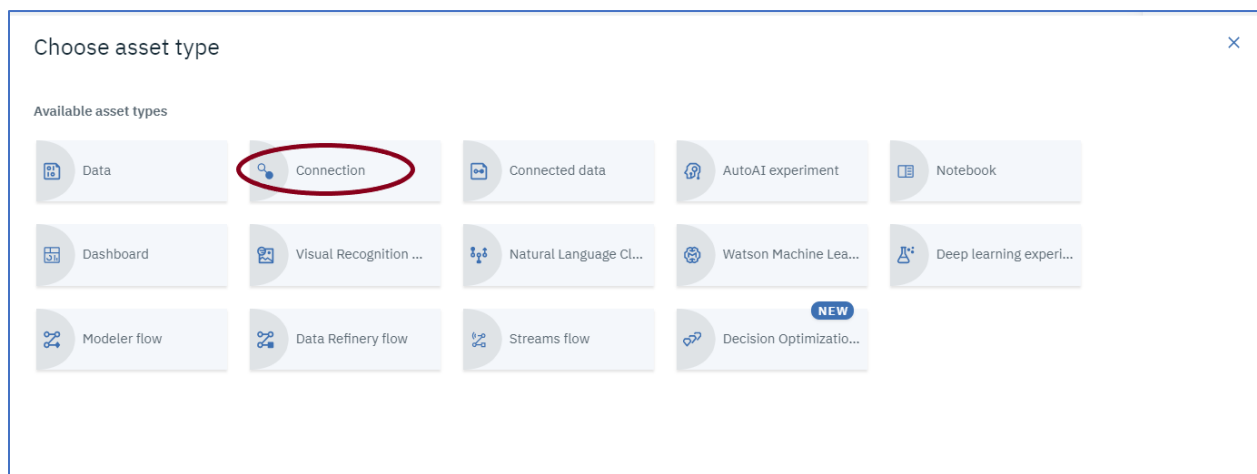 Choose asset type
Available asset types
Data
Connection
Connected data
AutoAI experiment
Notebook
Dashboard
Visual Recognition ...
Natural Language Cl...
Watson Machine Lea...
Deep learning experi...
NEW
Modeler flow
Data Refinery flow
Streams flow
Decision Optimizatio...